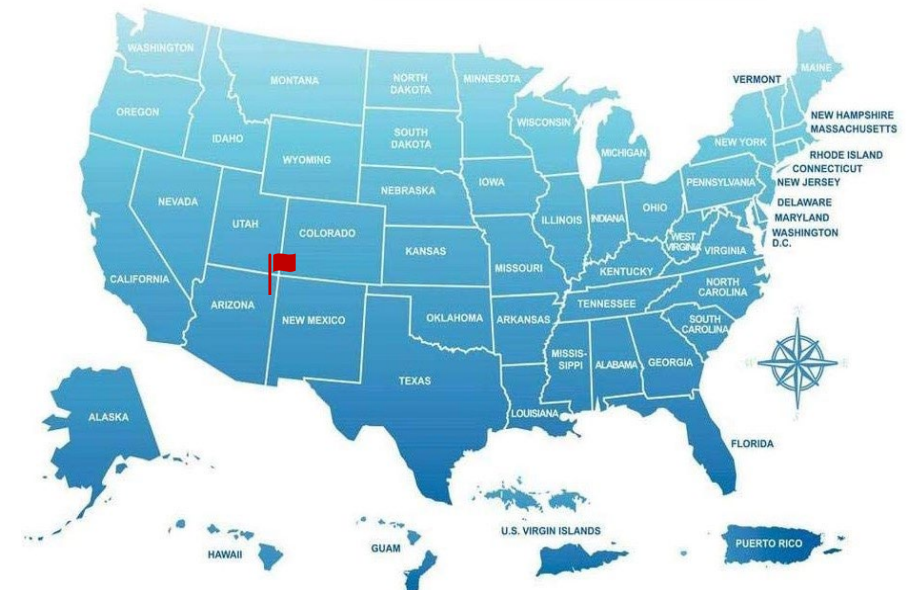 WASHINGTON
MONTANA
NORTH
DAKOTA
MINNESOTA
MAINE
VERMONT
OREGON
IDAHO
SOUTH
DAKOTA
WISCONSIN
MICHIGAN
NEW YORK
NEW HAMPSHIRE
MASSACHUSETTS
RHODE ISLAND
CONNECTICUT
NEW JERSEY
WYOMING
NEBRASKA
IOWA
PENNSYLVANIA
DELAWARE
MARYLAND
WASHINGTON
D.C.
NEVADA
UTAH
COLORADO
KANSAS
ILLINOIS
INDIANA
OHIO
WEST
VIRGINIA
VIRGINIA
CALIFORNIA
ARIZONA
NEW MEXICO
OKLAHOMA
MISSOURI
KENTUCKY
NORTH
CAROLINA
TENNESSEE
ARKANSAS
SOUTH
CAROLINA
TEXAS
LOUISIANA
MISSIS-
SIPPI
ALABAMA
GEORGIA
N
W
E
S
ALASKA
FLORIDA
HAWAII
GUAM
U.S. VIRGIN ISLANDS
PUERTO RICO